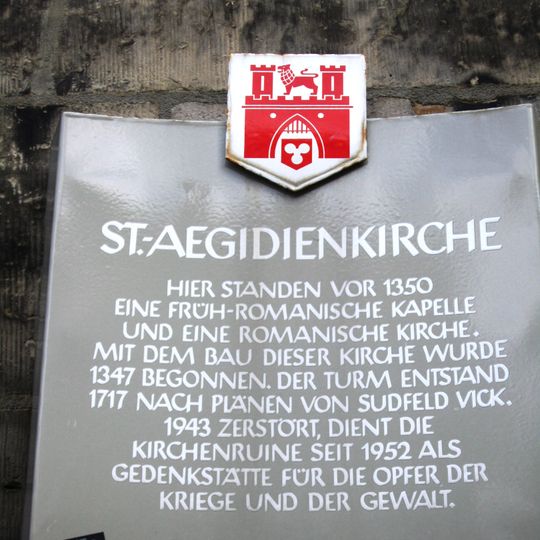 ST.-AEGIDIENKIRCHE
HIER STANDEN VOR 1350
EINE FRÜH-ROMANISCHE KAPELLE
UND EINE ROMANISCHE KIRCHE.
MIT DEM BAU DIESER KIRCHE WURDE
1347 BEGONNEN. DER TURM ENTSTAND
1717 NACH PLÄNEN VON SUDFELD VICK.
1943 ZERSTÖRT, DIENT DIE
KIRCHENRUINE SEIT 1952 ALS
GEDENKSTÄTTE FÜR DIE OPFER DER
KRIEGE UND DER GEWALT.